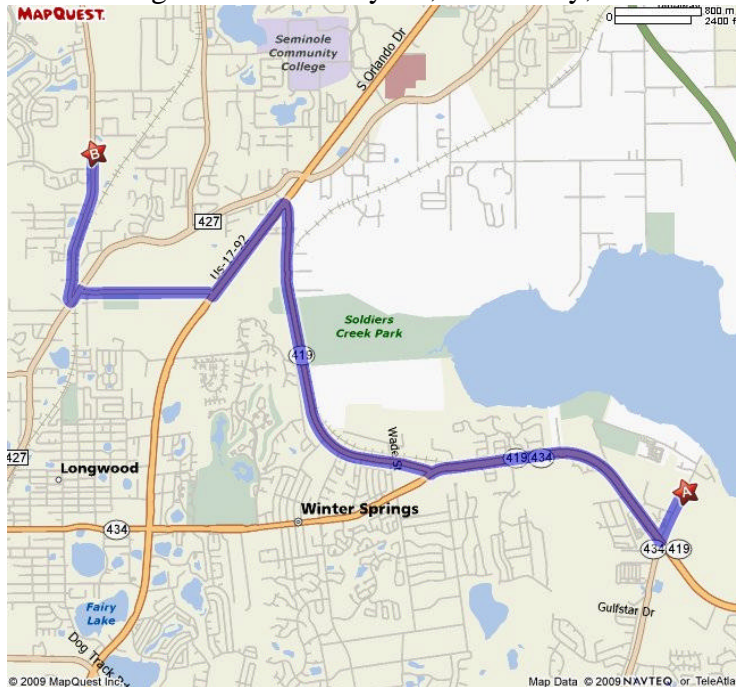 MAPQUEST.
0 800 m
2400 ft
Seminole
Community
College
S Orlando Dr
B
427
US-17-92
Soldiers
Creek Park
419
Wade St
427
Longwood
419 434
A
Winter Springs
434
434 419
Gulfstar Dr
Fairy
Lake
Dog Track
© 2009 MapQuest Inc.
Map Data © 2009 NAVTEQ or TeleAtlas